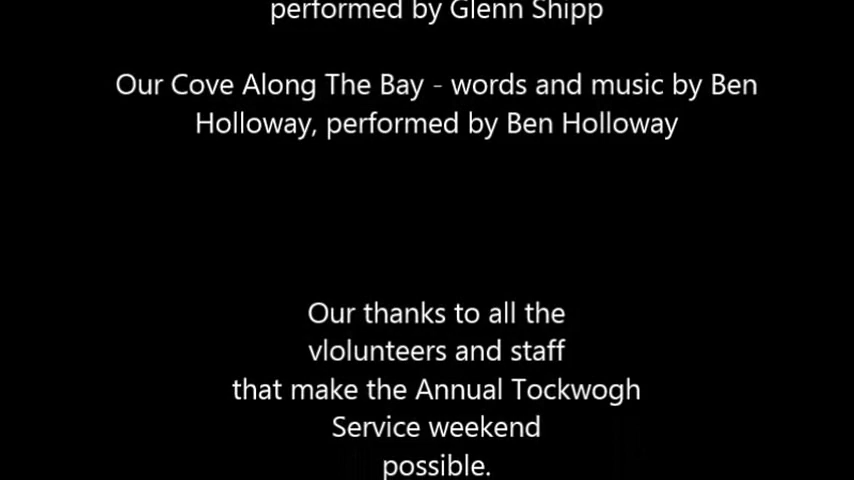 performed by Glenn Shipp
Our Cove Along The Bay - words and music by Ben
Holloway, performed by Ben Holloway
Our thanks to all the
vlolunteers and staff
that make the Annual Tockwogh
Service weekend
possible.